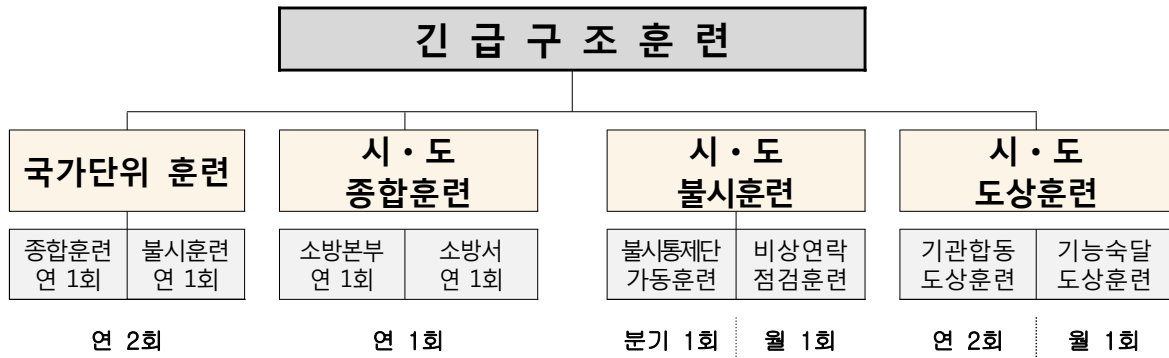 긴 급 구 조 훈 련
국가단위 훈련
시・도
종합훈련
시・도
불시훈련
시・도
도상훈련
종합훈련
연 1회
불시훈련
연 1회
소방본부
연 1회
소방서
연 1회
불시통제단
가동훈련
비상연락
점검훈련
기관합동
도상훈련
기능숙달
도상훈련
연 2회
연 1회
분기 1회
월 1회
연 2회
월 1회